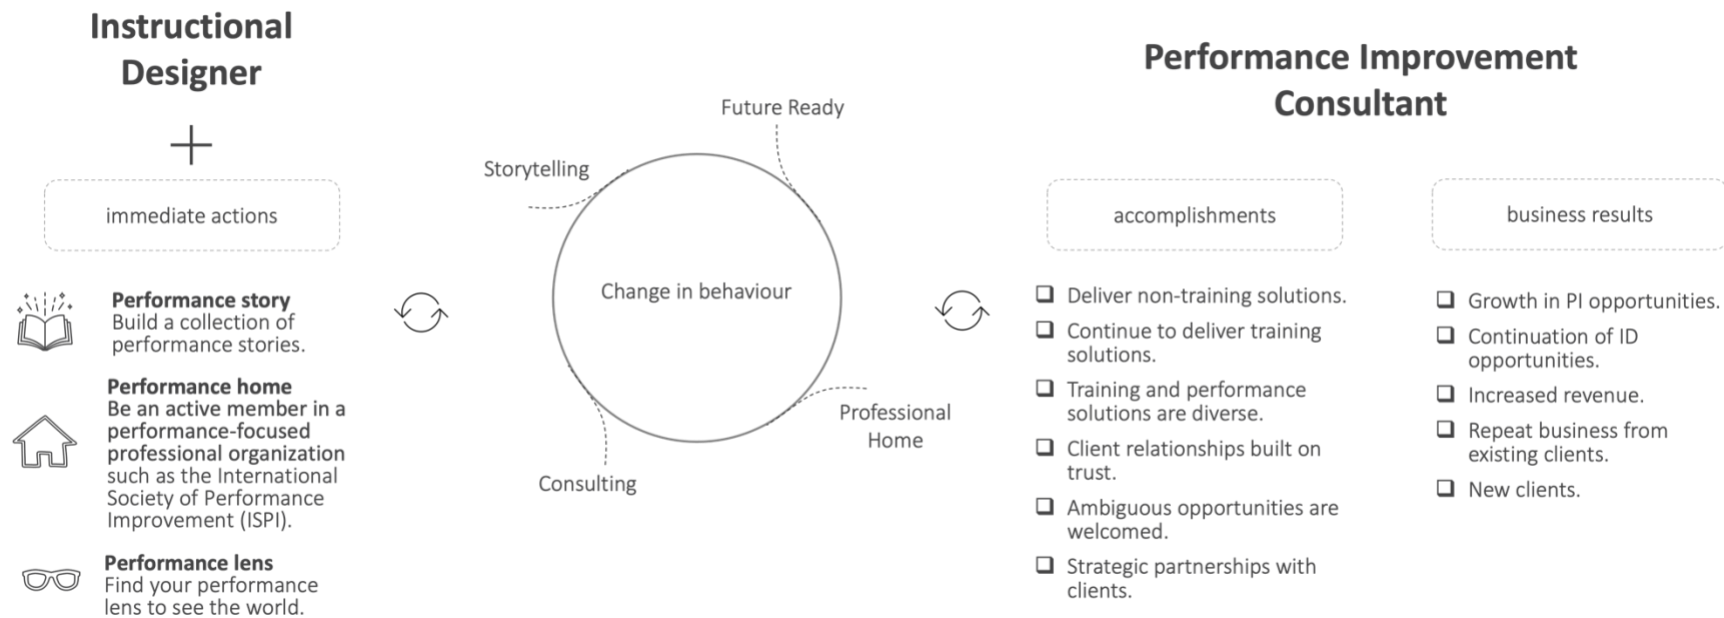 Instructional
Designer
immediate actions
Performance story
Build a collection of
performance stories.
Performance home
Be an active member in a
performance-focused
professional organization
such as the International
Society of Performance
Improvement (ISPI).
Performance lens
Find your performance
lens to see the world.
Future Ready
Storytelling
Change in behaviour
Professional
Home
Consulting
Performance Improvement
Consultant
accomplishments
Deliver non-training solutions.
Continue to deliver training
solutions.
Training and performance
solutions are diverse.
Client relationships built on
trust.
Ambiguous opportunities are
welcomed.
Strategic partnerships with
clients.
business results
Growth in PI opportunities.
Continuation of ID
opportunities.
Increased revenue.
Repeat business from
existing clients.
New clients.